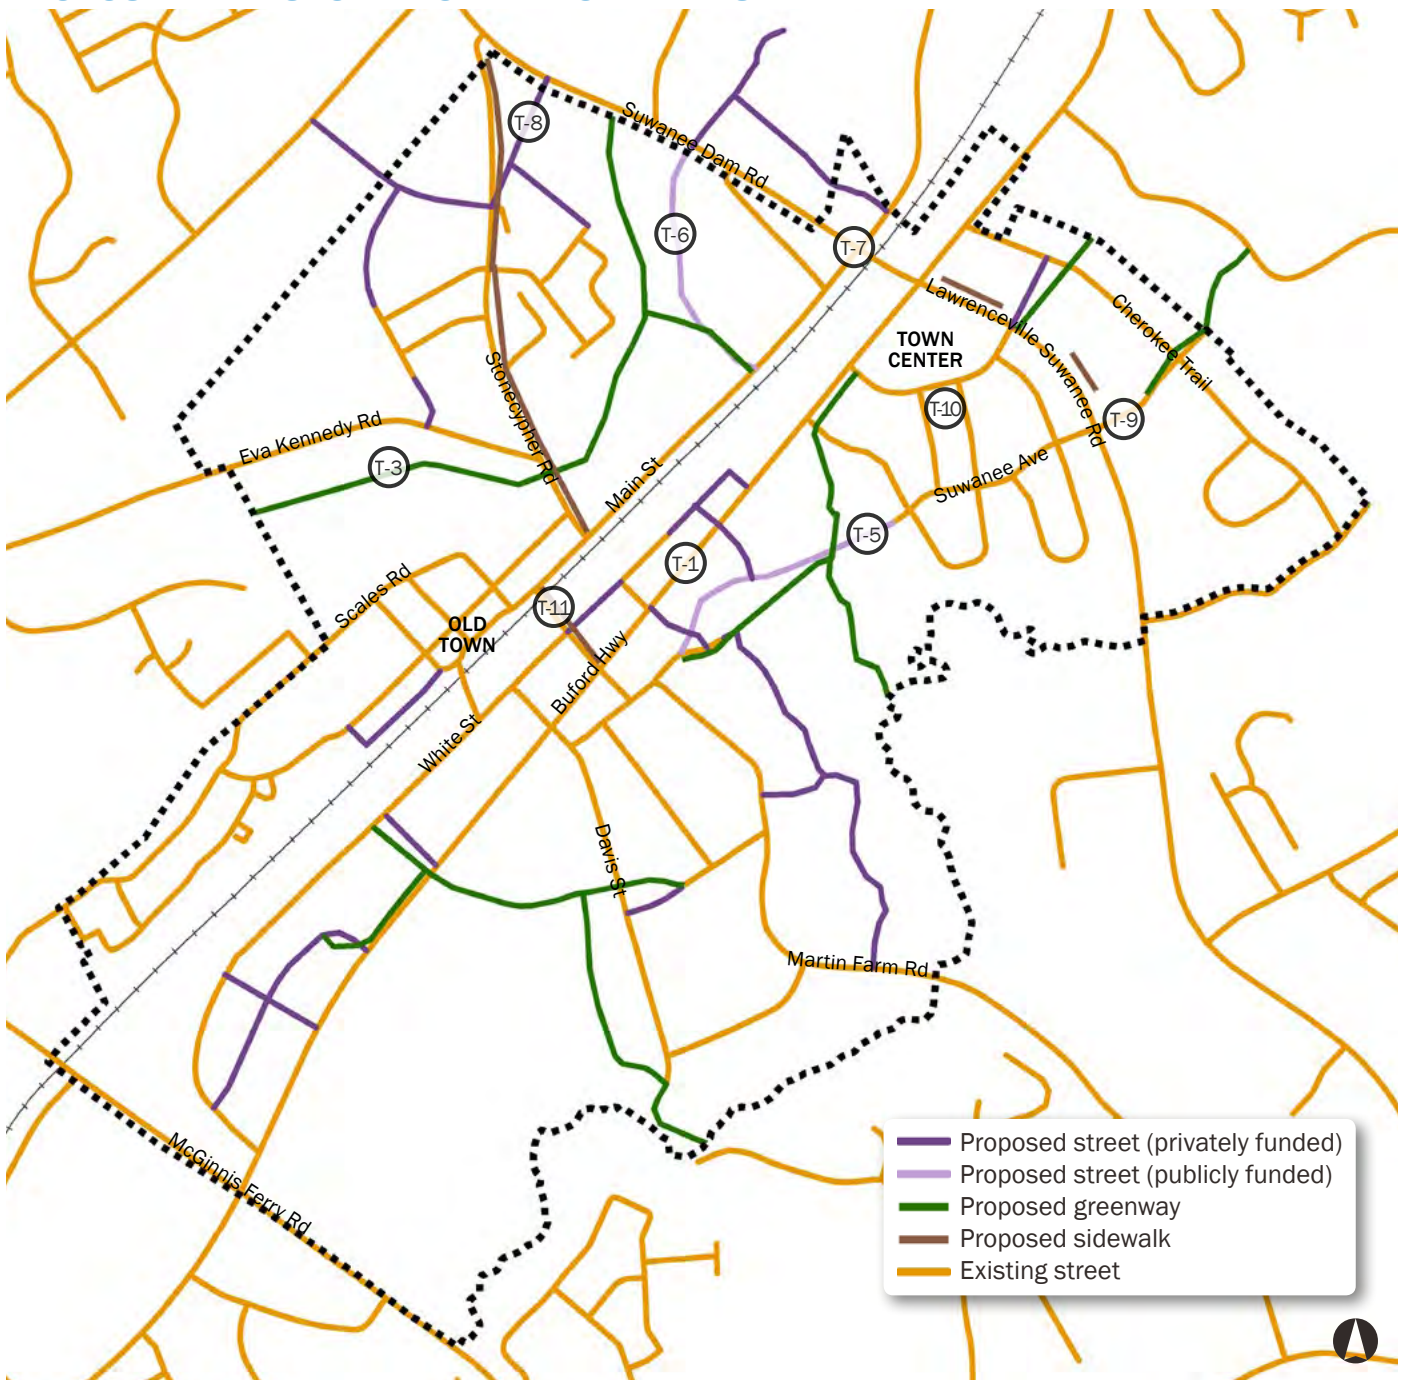 T-8
Suwanee Dam Rd
T-6
T-7
Lawrenceville Suwanee Rd
Cherokee Trail
TOWN
CENTER
T-10
T-9
Stonecypher Rd
Eva Kennedy Rd
T-3
Main St
Suwanee Ave
T-5
T-1
Scales Rd
T-11
OLD
TOWN
Buford Hwy
White St
Davis St
Martin Farm Rd
McGinnis Ferry Rd
Proposed street (privately funded)
Proposed street (publicly funded)
Proposed greenway
Proposed sidewalk
Existing street